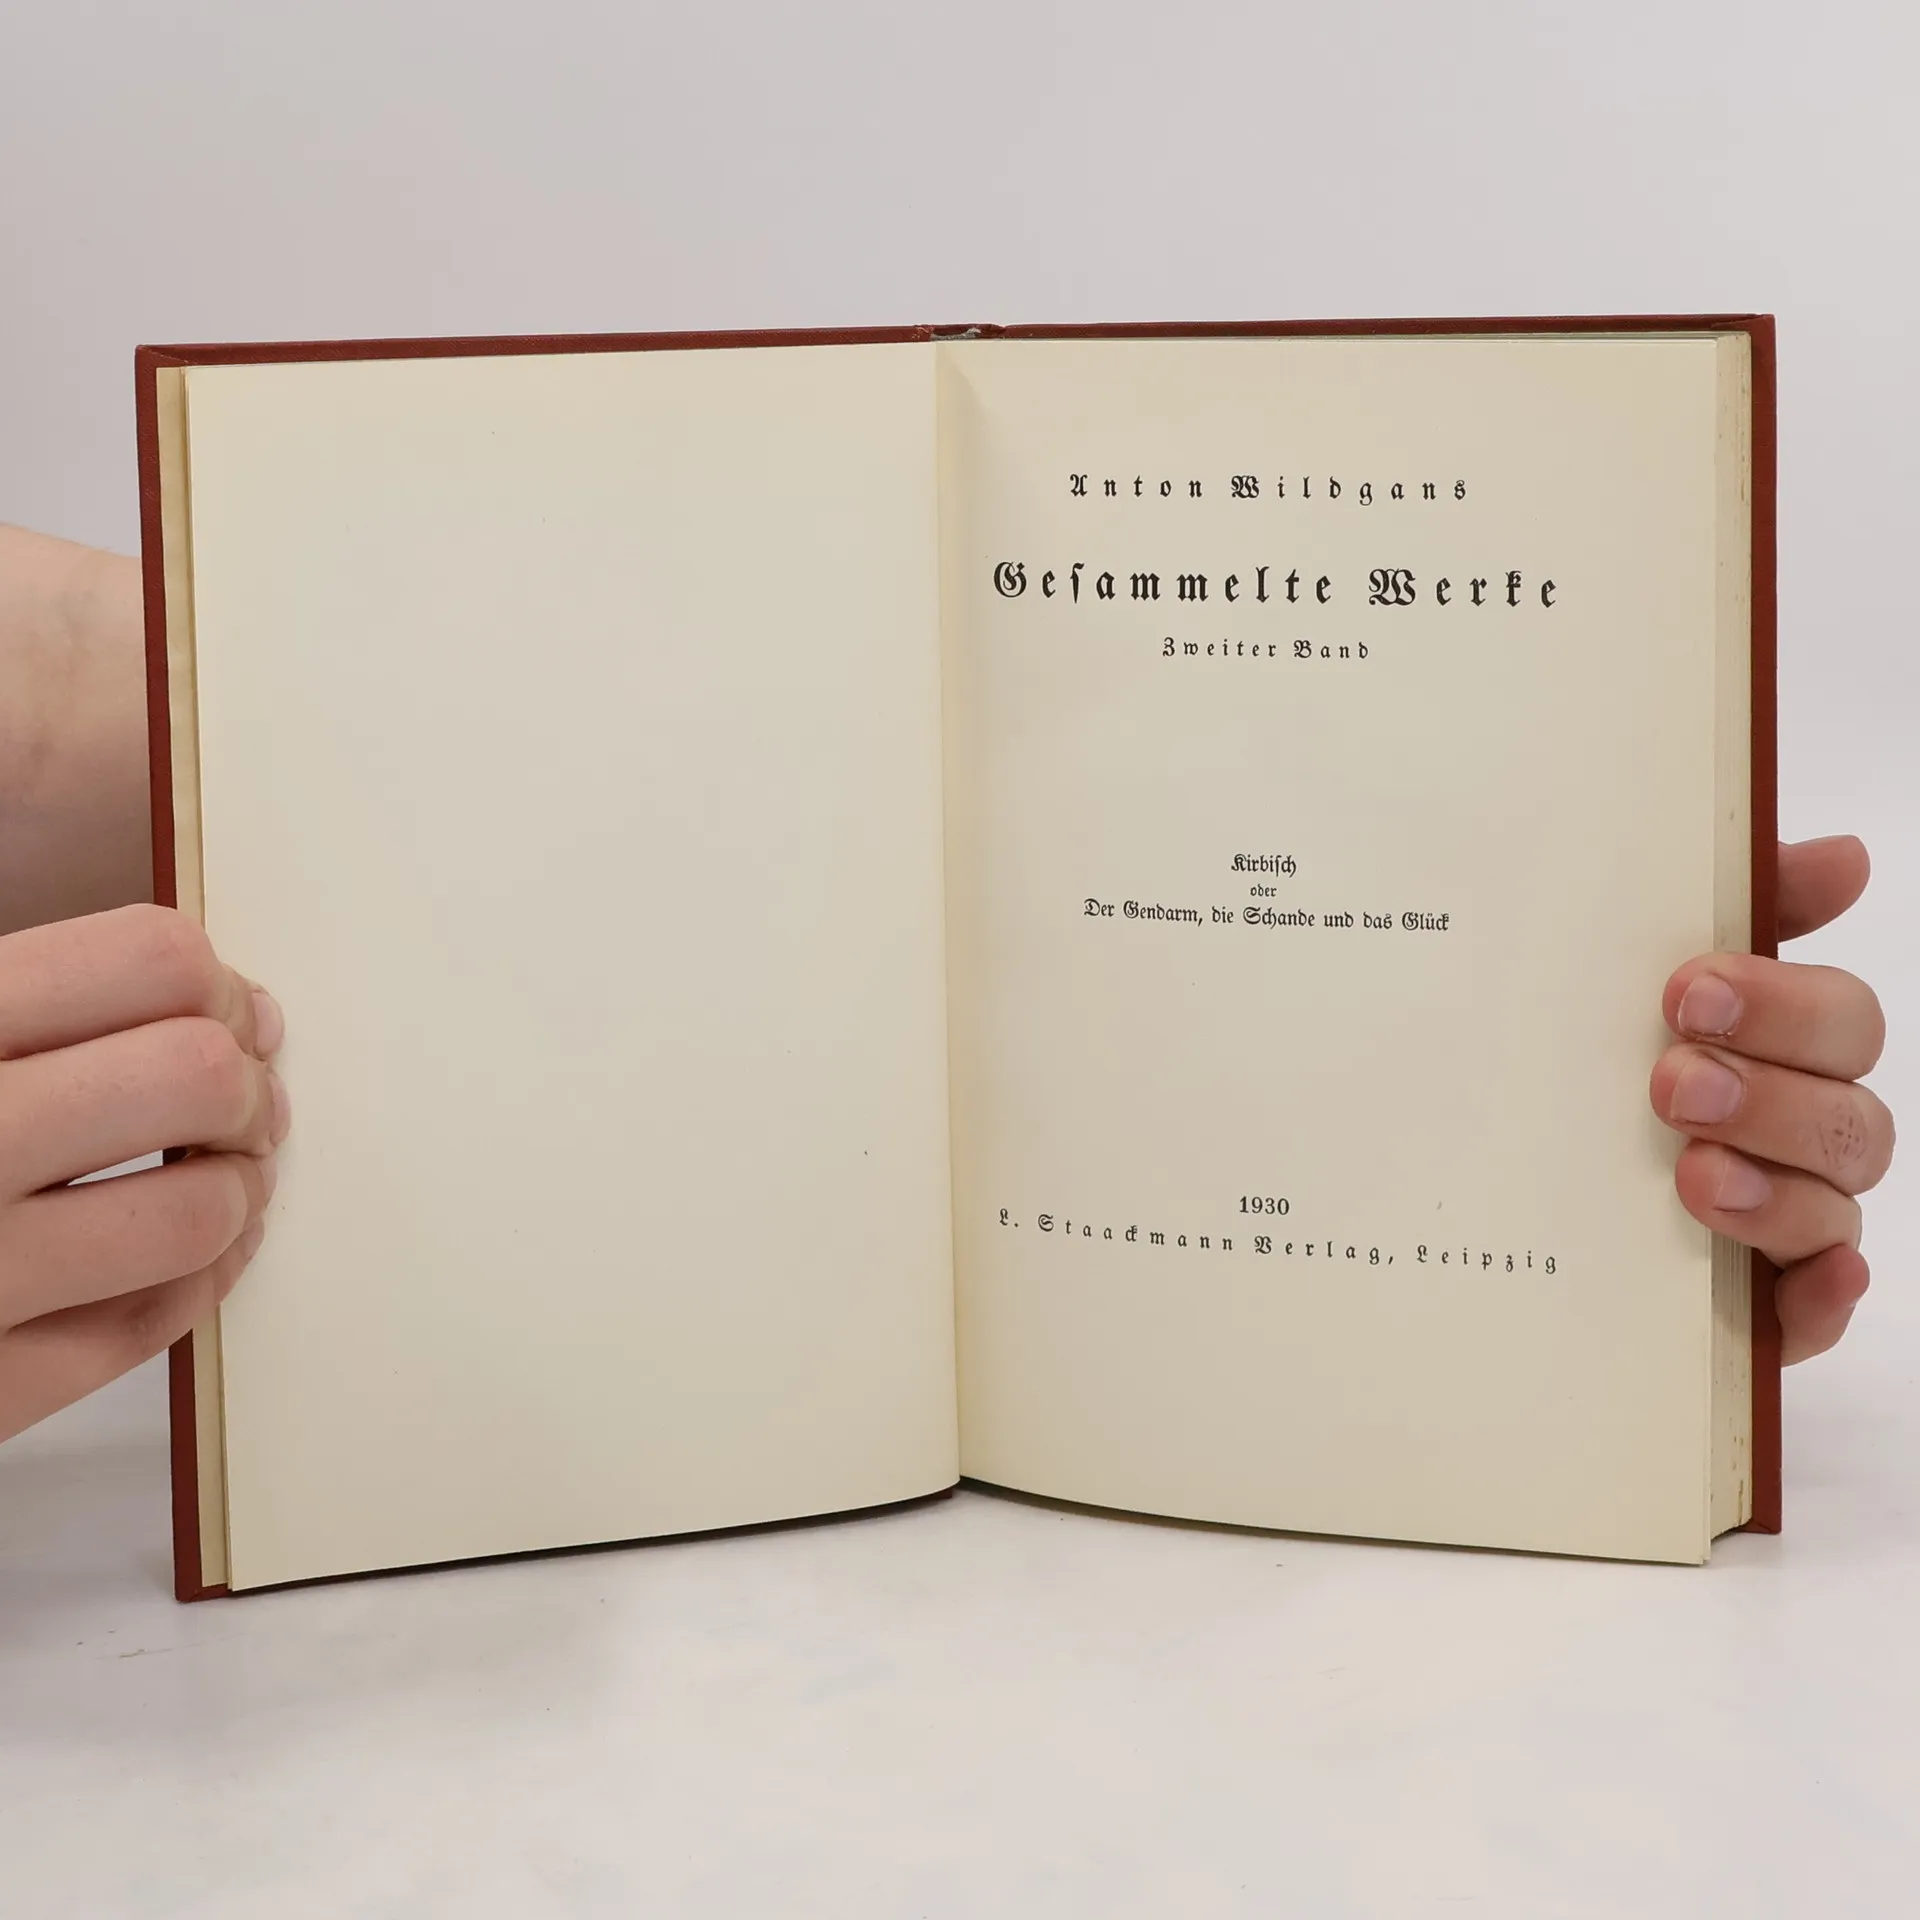 Anton Wildgans
Geſammelte Werke
Zweiter Band
Kirbiſch
oder
Der Gendarm, die Schande und das Glück
1930
L. Staackmann Verlag, Leipzig